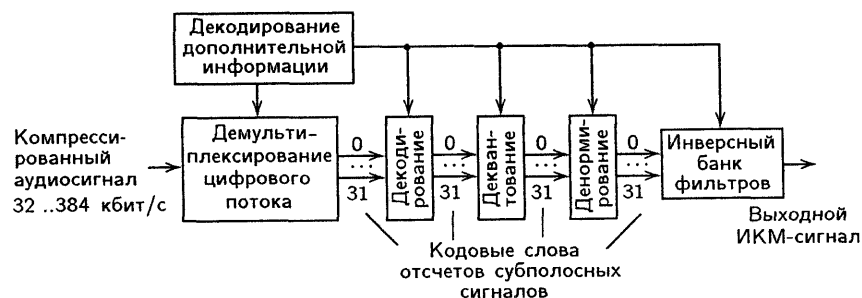 Декодирование
дополнительной
информации
Компресси-
рованный
аудиосигнал
32 ..384 кбит/с
Демульти-
плексирование
цифрового
потока
0
...
31
Декоди-
рование
0
...
31
Декван-
тование
0
...
31
Денорми-
рование
0
...
31
Инверсный
банк
фильтров
Выходной
ИКМ-сигнал
Кодовые слова
отсчетов субполосных
сигналов